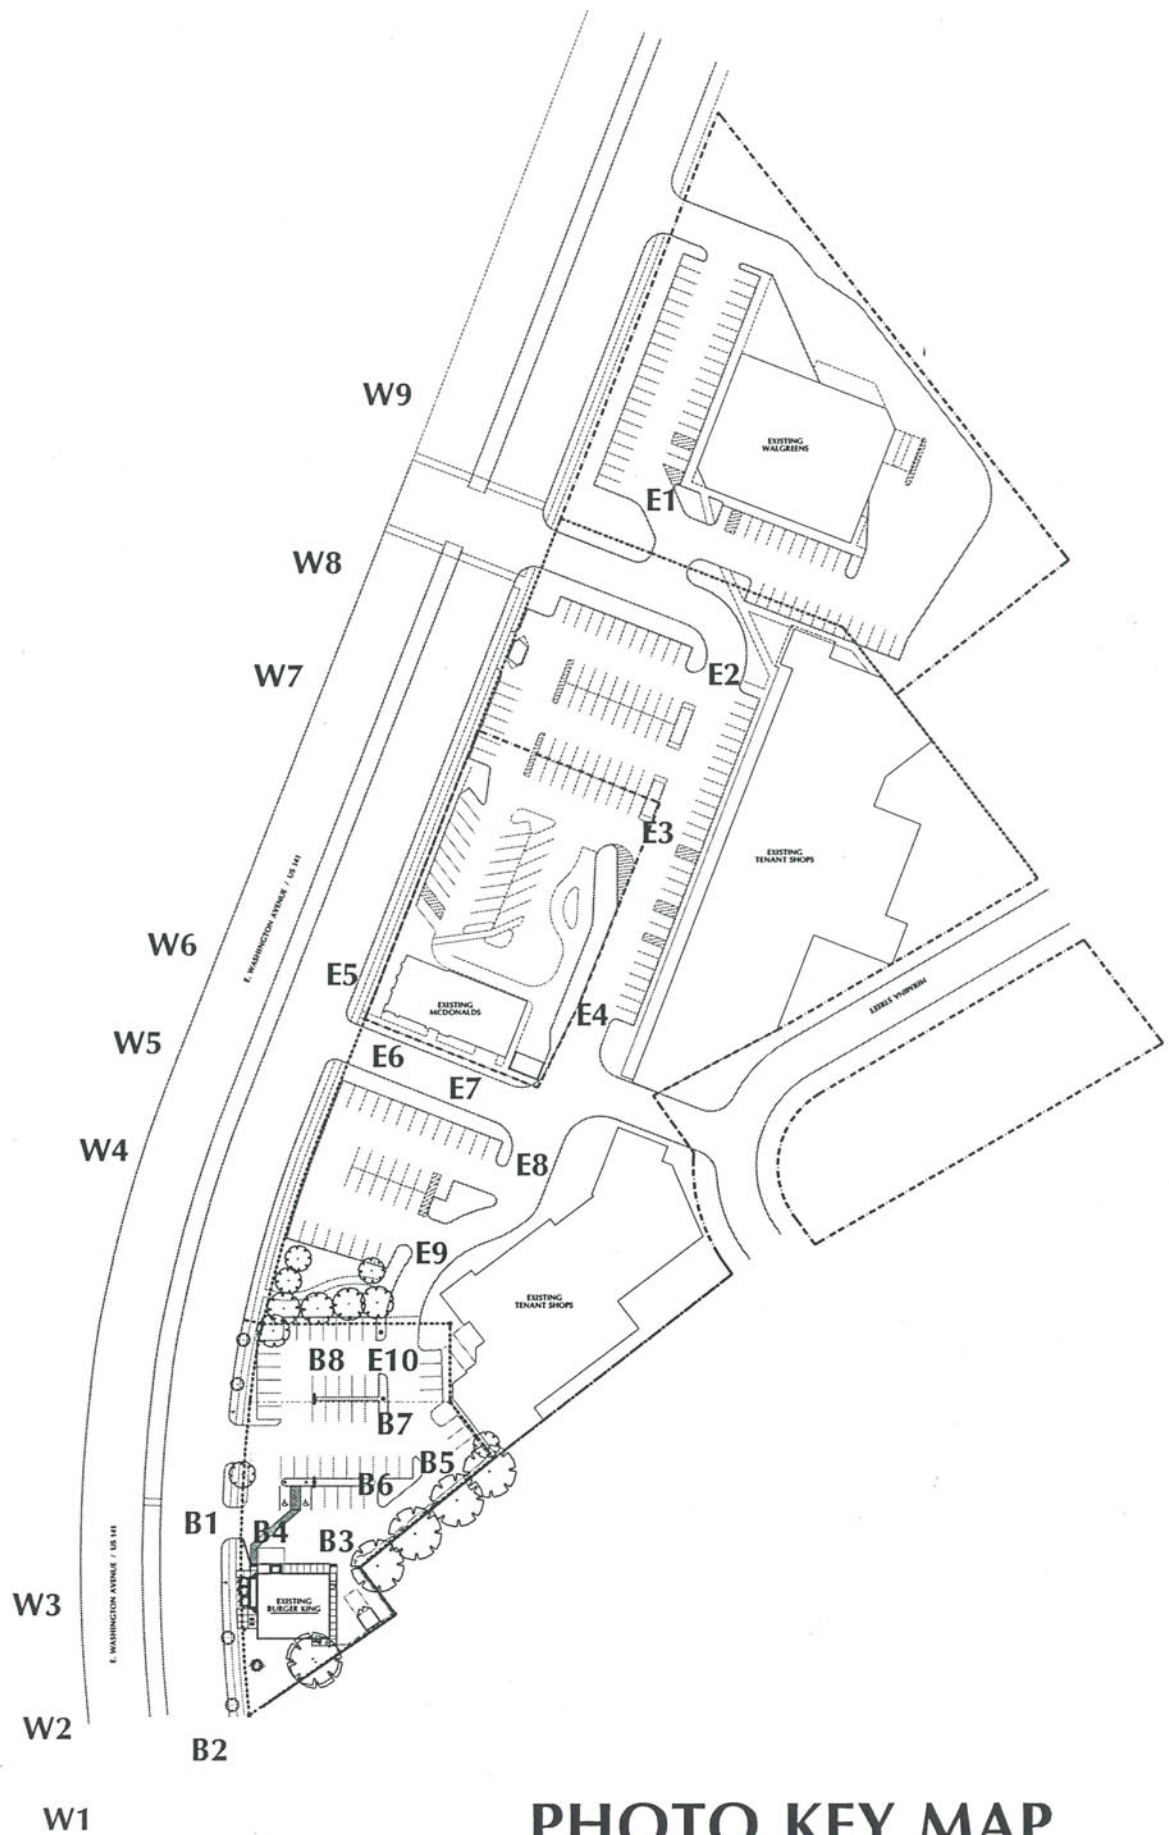 W9
EXISTING
WALGREENS
E1
W8
W7
E2
E3
EXISTING
TENANT SHOPS
E. WASHINGTON AVENUE / US 141
W6
E5
HERMINA STREET
EXISTING
MCDONALDS
E4
W5
E6
E7
W4
E8
E9
EXISTING
TENANT SHOPS
B8
E10
B7
B5
B6
B1
B4
B3
E. WASHINGTON AVENUE / US 141
W3
EXISTING
BURGER KING
W2
B2
W1
PHOTO KEY MAP